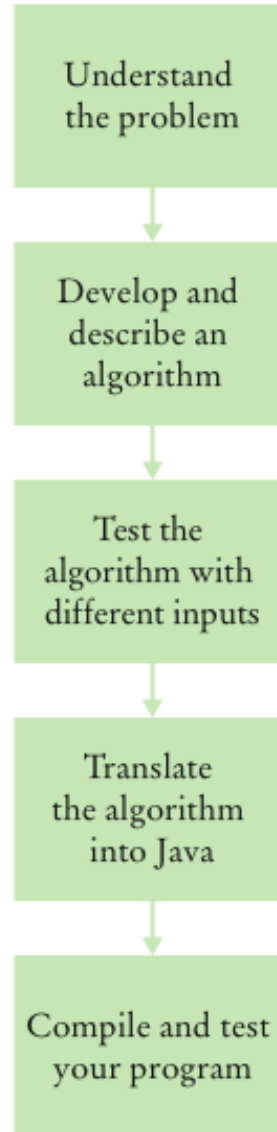 Understand
the problem
Develop and
describe an
algorithm
Test the
algorithm with
different inputs
Translate
the algorithm
into Java
Compile and test
your program